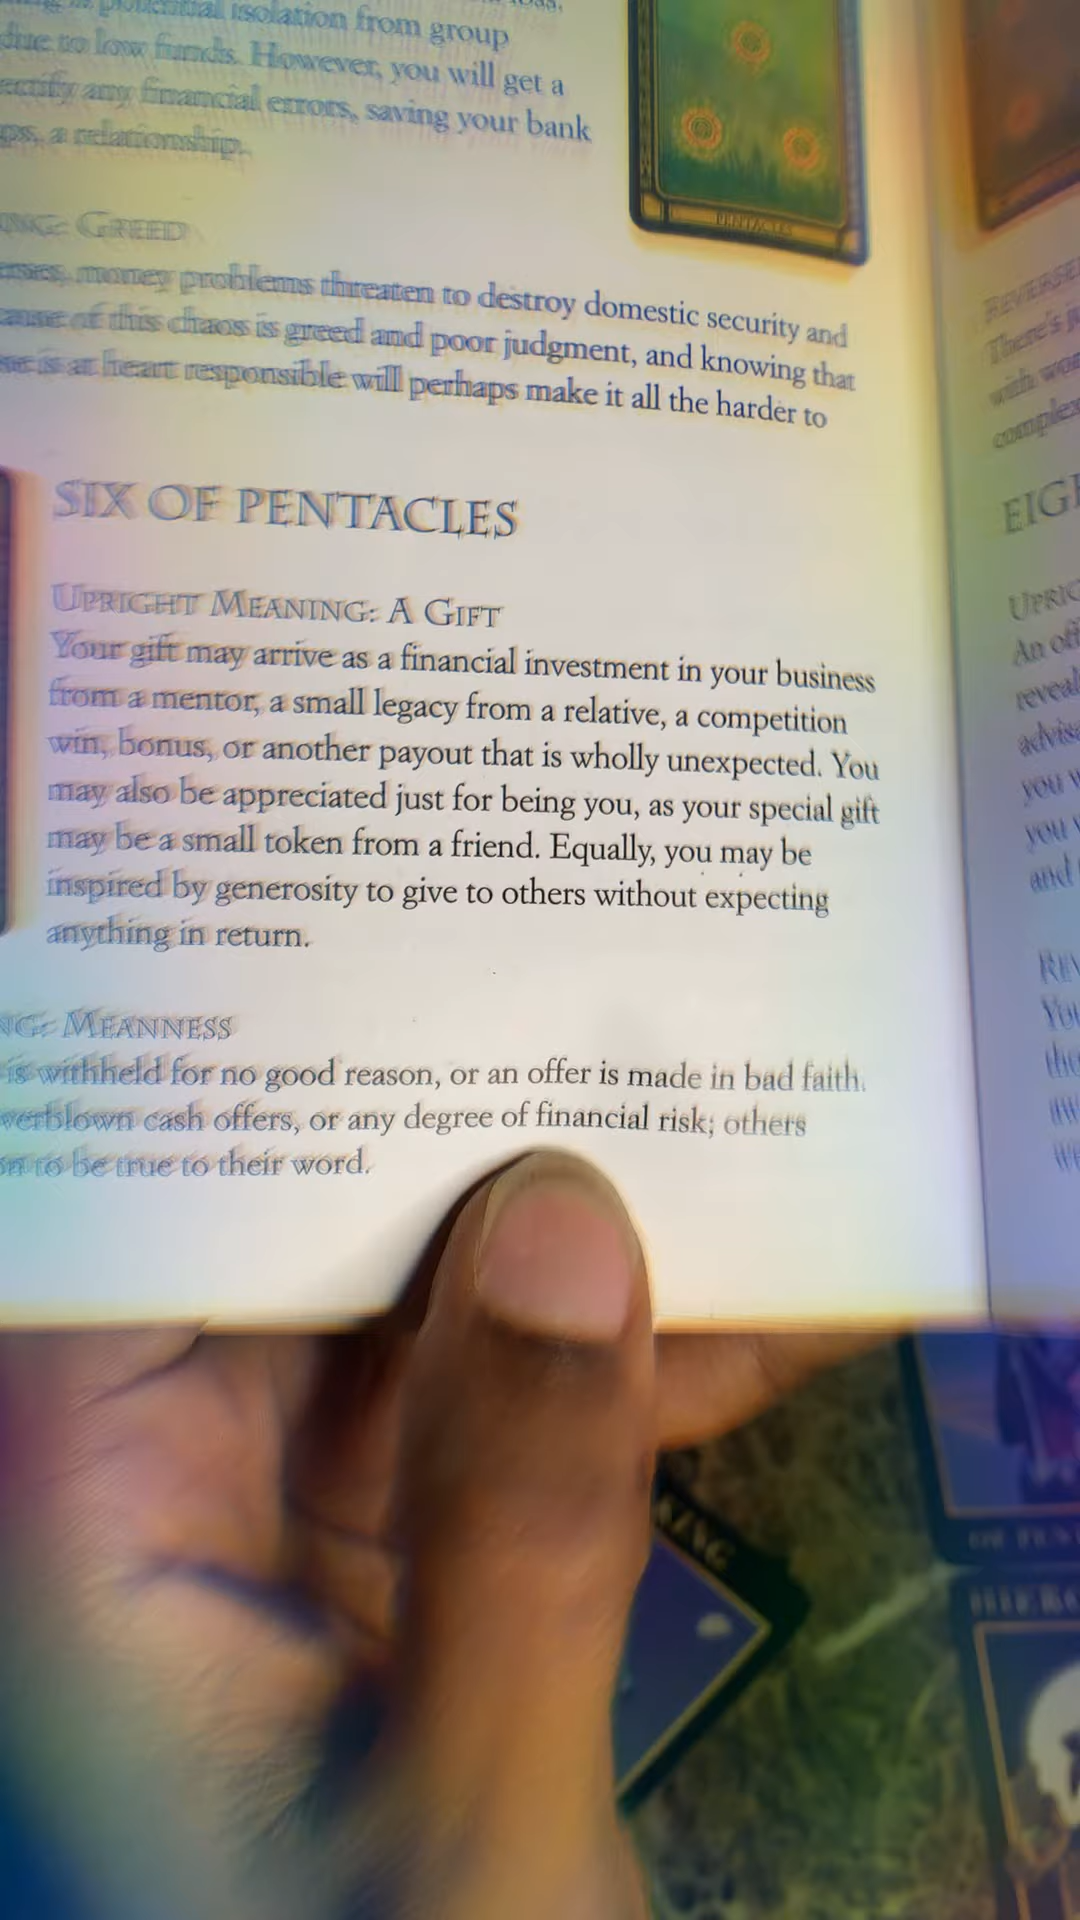 isolation from group
due to low funds. However, you will get a
any financial errors, saving your bank
a relationship.
PENTACLES
GREED
money problems threaten to destroy domestic security and
of this chaos is greed and poor judgment, and knowing that
is at heart responsible will perhaps make it all the harder to
SIX OF PENTACLES
UPRIGHT MEANING: A GIFT
Your gift may arrive as a financial investment in your business
from a mentor, a small legacy from a relative, a competition
win, bonus, or another payout that is wholly unexpected. You
may also be appreciated just for being you, as your special gift
may be a small token from a friend. Equally, you may be
inspired by generosity to give to others without expecting
anything in return.
MEANNESS
is withheld for no good reason, or an offer is made in bad faith.
cash offers, or any degree of financial risk; others
to be true to their word.
There's
with
EIGH
An
you
you
and
KING
OF